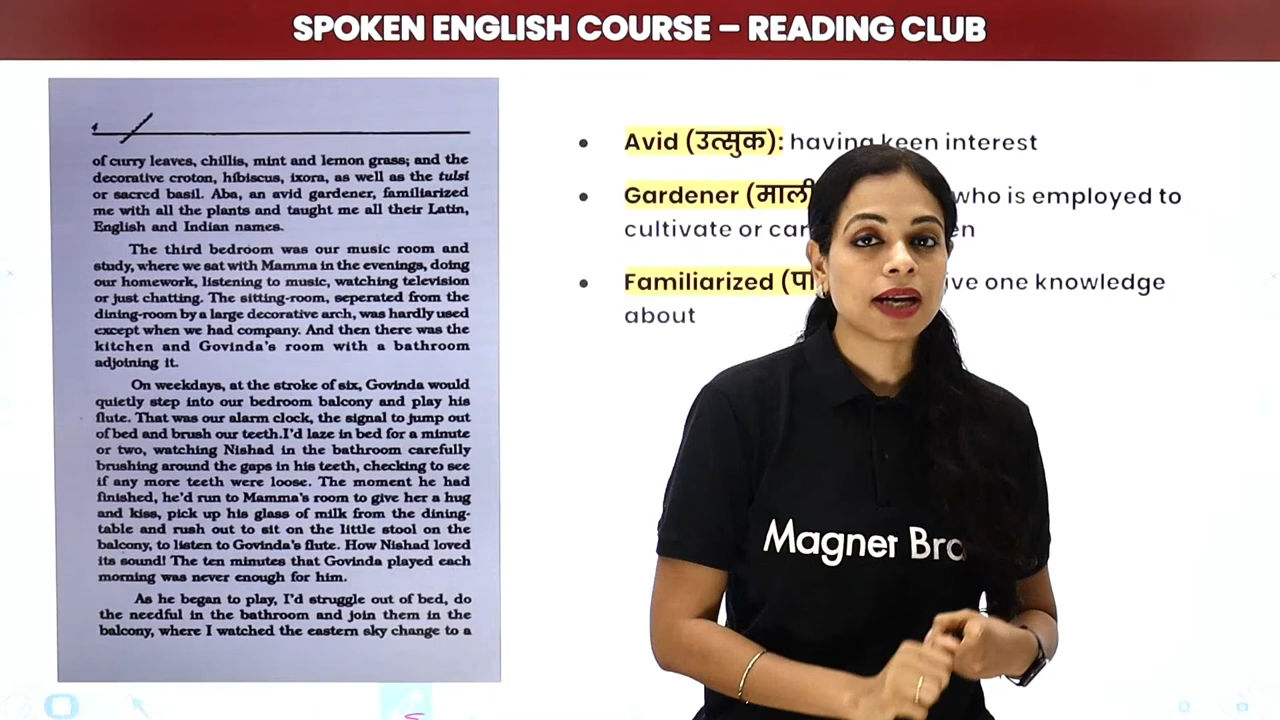 SPOKEN ENGLISH COURSE – READING CLUB
4
of curry leaves, chillis, mint and lemon grass; and the
decorative croton, hibiscus, ixora, as well as the tulsi
or sacred basil. Aba, an avid gardener, familiarized
me with all the plants and taught me all their Latin,
English and Indian names.
The third bedroom was our music room and
study, where we sat with Mamma in the evenings, doing
our homework, listening to music, watching television
or just chatting. The sitting-room, seperated from the
dining-room by a large decorative arch, was hardly used
except when we had company. And then there was the
kitchen and Govinda's room with a bathroom
adjoining it.
On weekdays, at the stroke of six, Govinda would
quietly step into our bedroom balcony and play his
flute. That was our alarm clock, the signal to jump out
of bed and brush our teeth.I'd laze in bed for a minute
or two, watching Nishad in the bathroom carefully
brushing around the gaps in his teeth, checking to see
if any more teeth were loose. The moment he had
finished, he'd run to Mamma's room to give her a hug
and kiss, pick up his glass of milk from the dining-
table and rush out to sit on the little stool on the
balcony, to listen to Govinda's flute. How Nishad loved
its sound! The ten minutes that Govinda played each
morning was never enough for him.
As he began to play, I'd struggle out of bed, do
the needful in the bathroom and join them in the
balcony, where I watched the eastern sky change to a
Avid (उत्सुक): having keen interest
Gardener (माली who is employed to
cultivate or
Familiarized ( one knowledge
about
Magnet